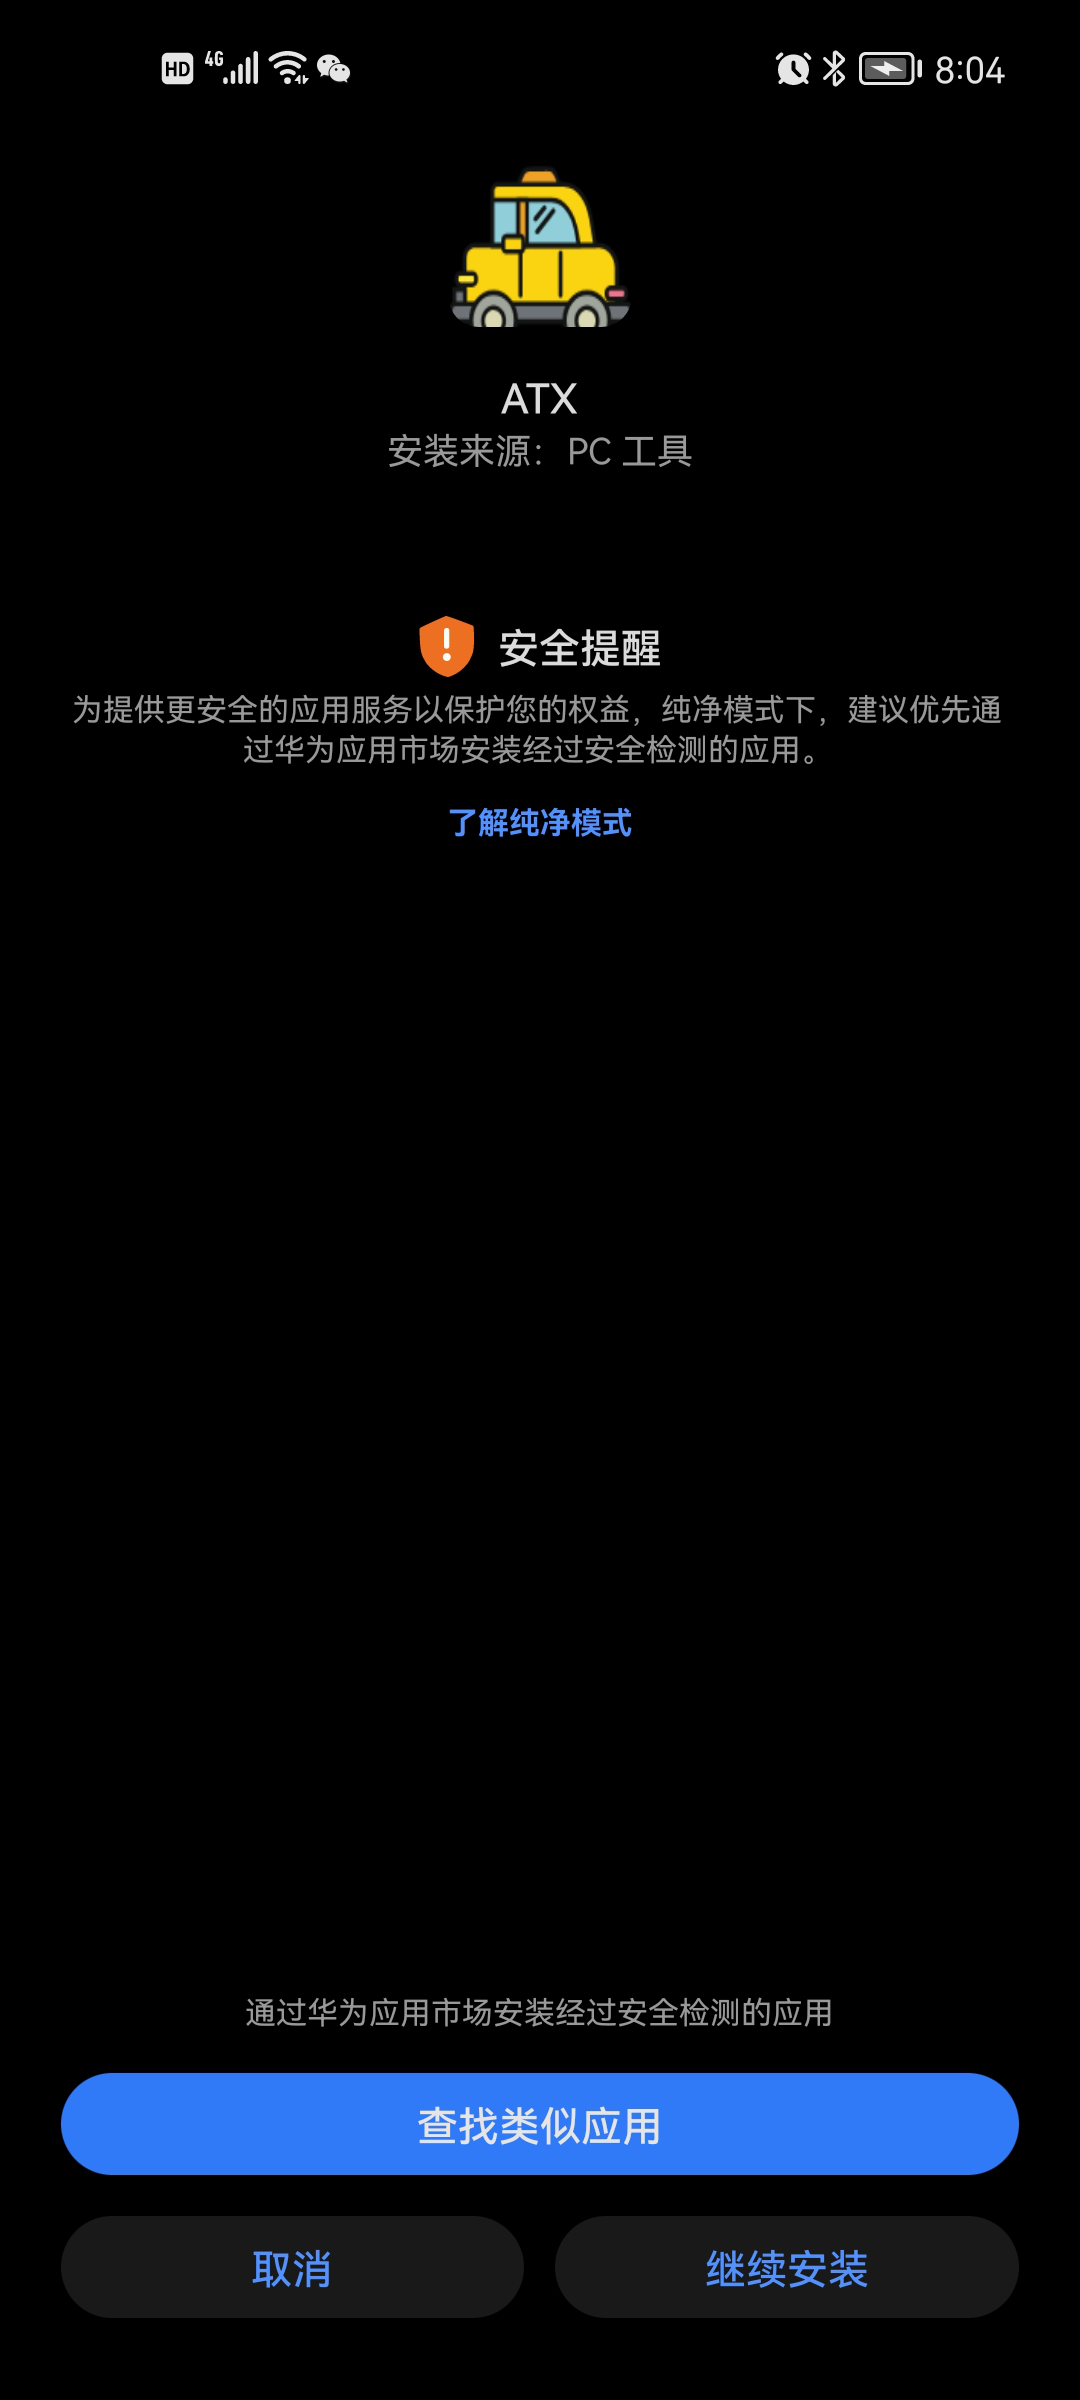 HD 4G 8:04
ATX
安装来源：PC 工具
安全提醒
为提供更安全的应用服务以保护您的权益，纯净模式下，建议优先通
过华为应用市场安装经过安全检测的应用。
了解纯净模式
通过华为应用市场安装经过安全检测的应用
查找类似应用
取消 继续安装